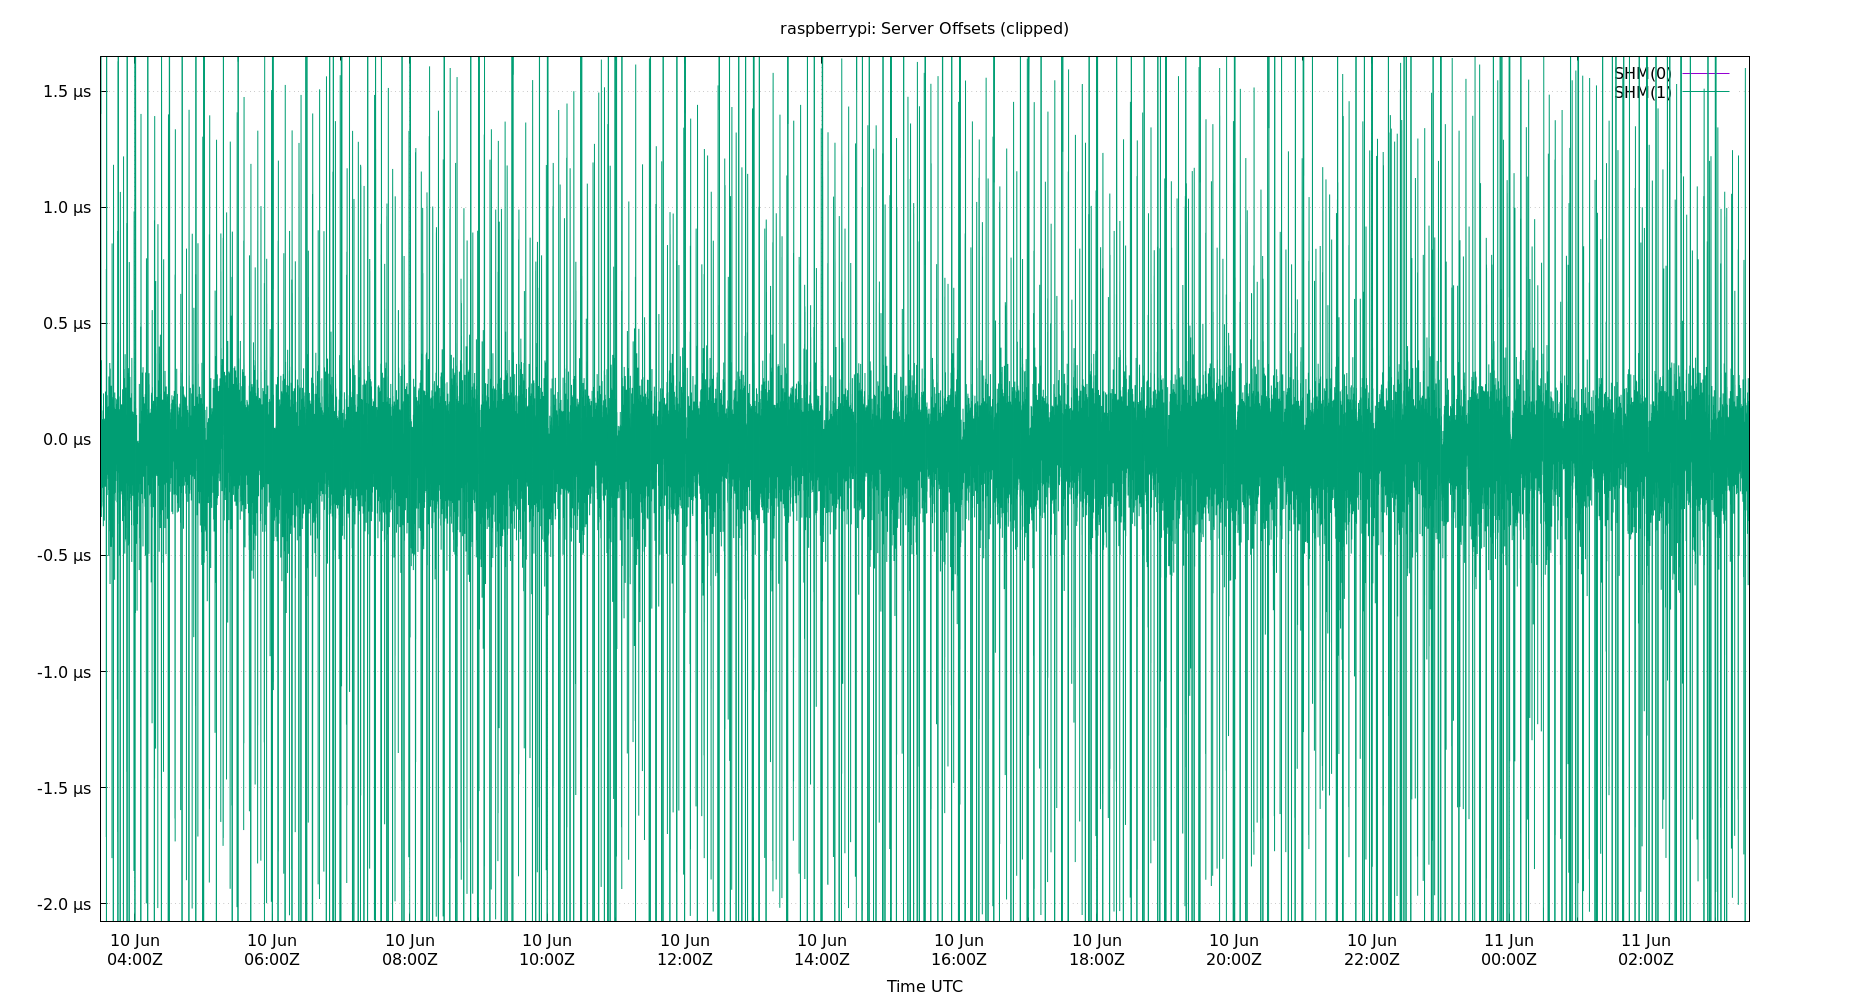 raspberrypi: Server Offsets (clipped)
SHM(0)
SHM(1)
1.5 µs
1.0 µs
0.5 µs
0.0 µs
-0.5 µs
-1.0 µs
-1.5 µs
-2.0 µs
10 Jun 10 Jun 10 Jun 10 Jun 10 Jun 10 Jun 10 Jun 10 Jun 10 Jun 10 Jun 11 Jun 11 Jun
04:00Z 06:00Z 08:00Z 10:00Z 12:00Z 14:00Z 16:00Z 18:00Z 20:00Z 22:00Z 00:00Z 02:00Z
Time UTC